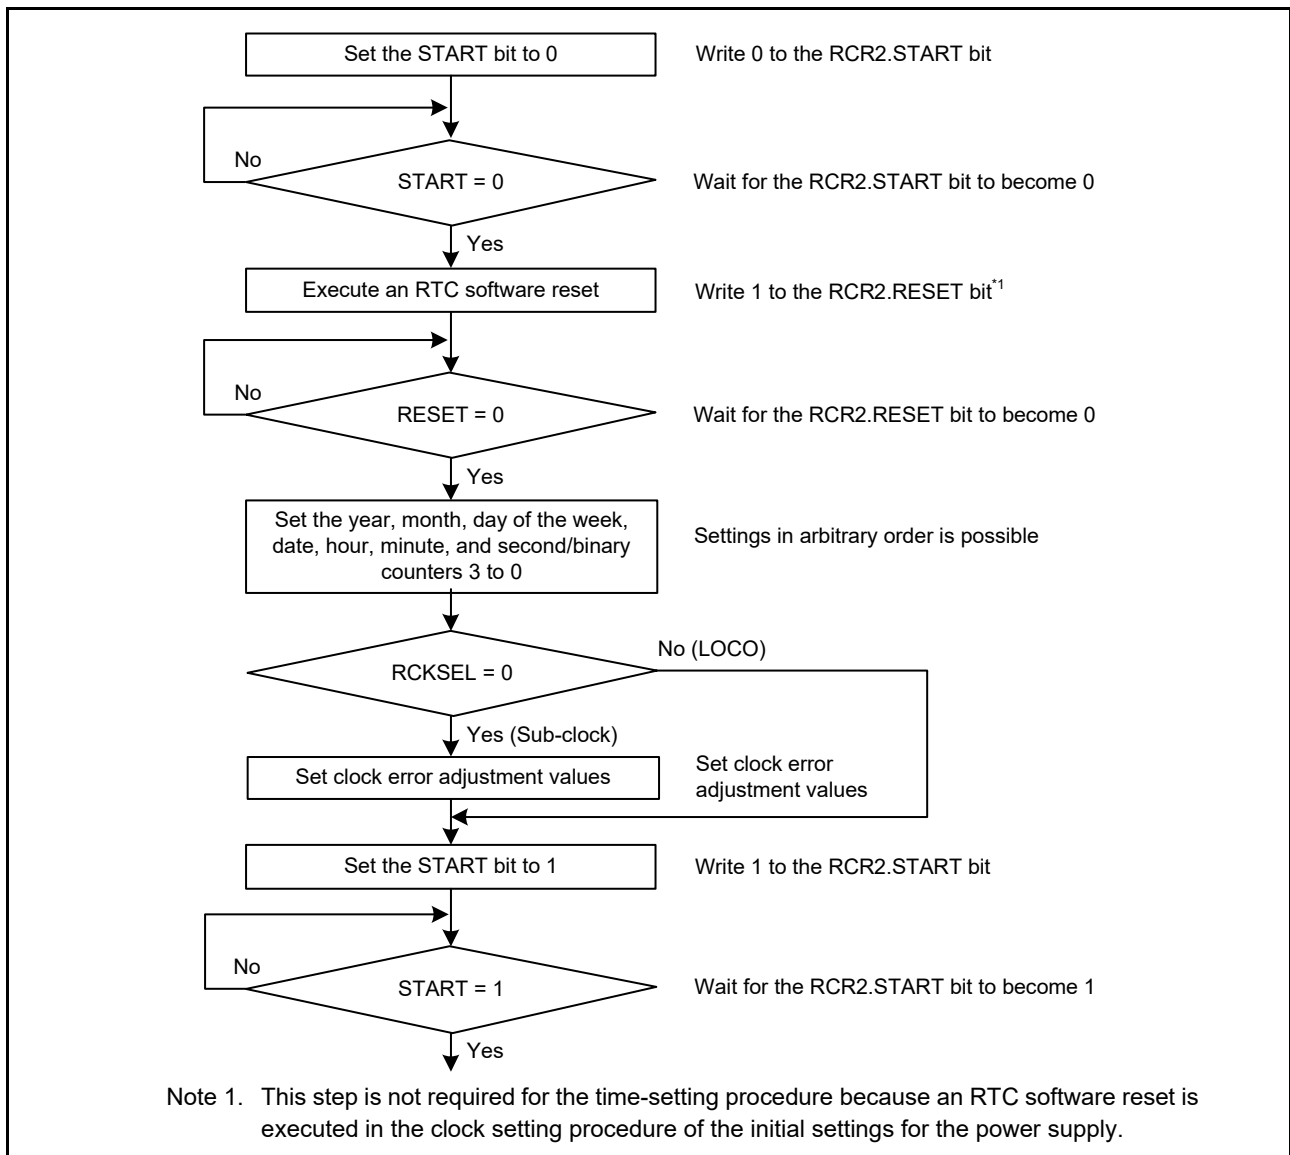 Set the START bit to 0
Write 0 to the RCR2.START bit
No
START = 0
Wait for the RCR2.START bit to become 0
Yes
Execute an RTC software reset
Write 1 to the RCR2.RESET bit*1
No
RESET = 0
Wait for the RCR2.RESET bit to become 0
Yes
Set the year, month, day of the week,
date, hour, minute, and second/binary
counters 3 to 0
Settings in arbitrary order is possible
No (LOCO)
RCKSEL = 0
Yes (Sub-clock)
Set clock error adjustment values
Set clock error
adjustment values
Set the START bit to 1
Write 1 to the RCR2.START bit
No
START = 1
Wait for the RCR2.START bit to become 1
Yes
Note 1. This step is not required for the time-setting procedure because an RTC software reset is
executed in the clock setting procedure of the initial settings for the power supply.